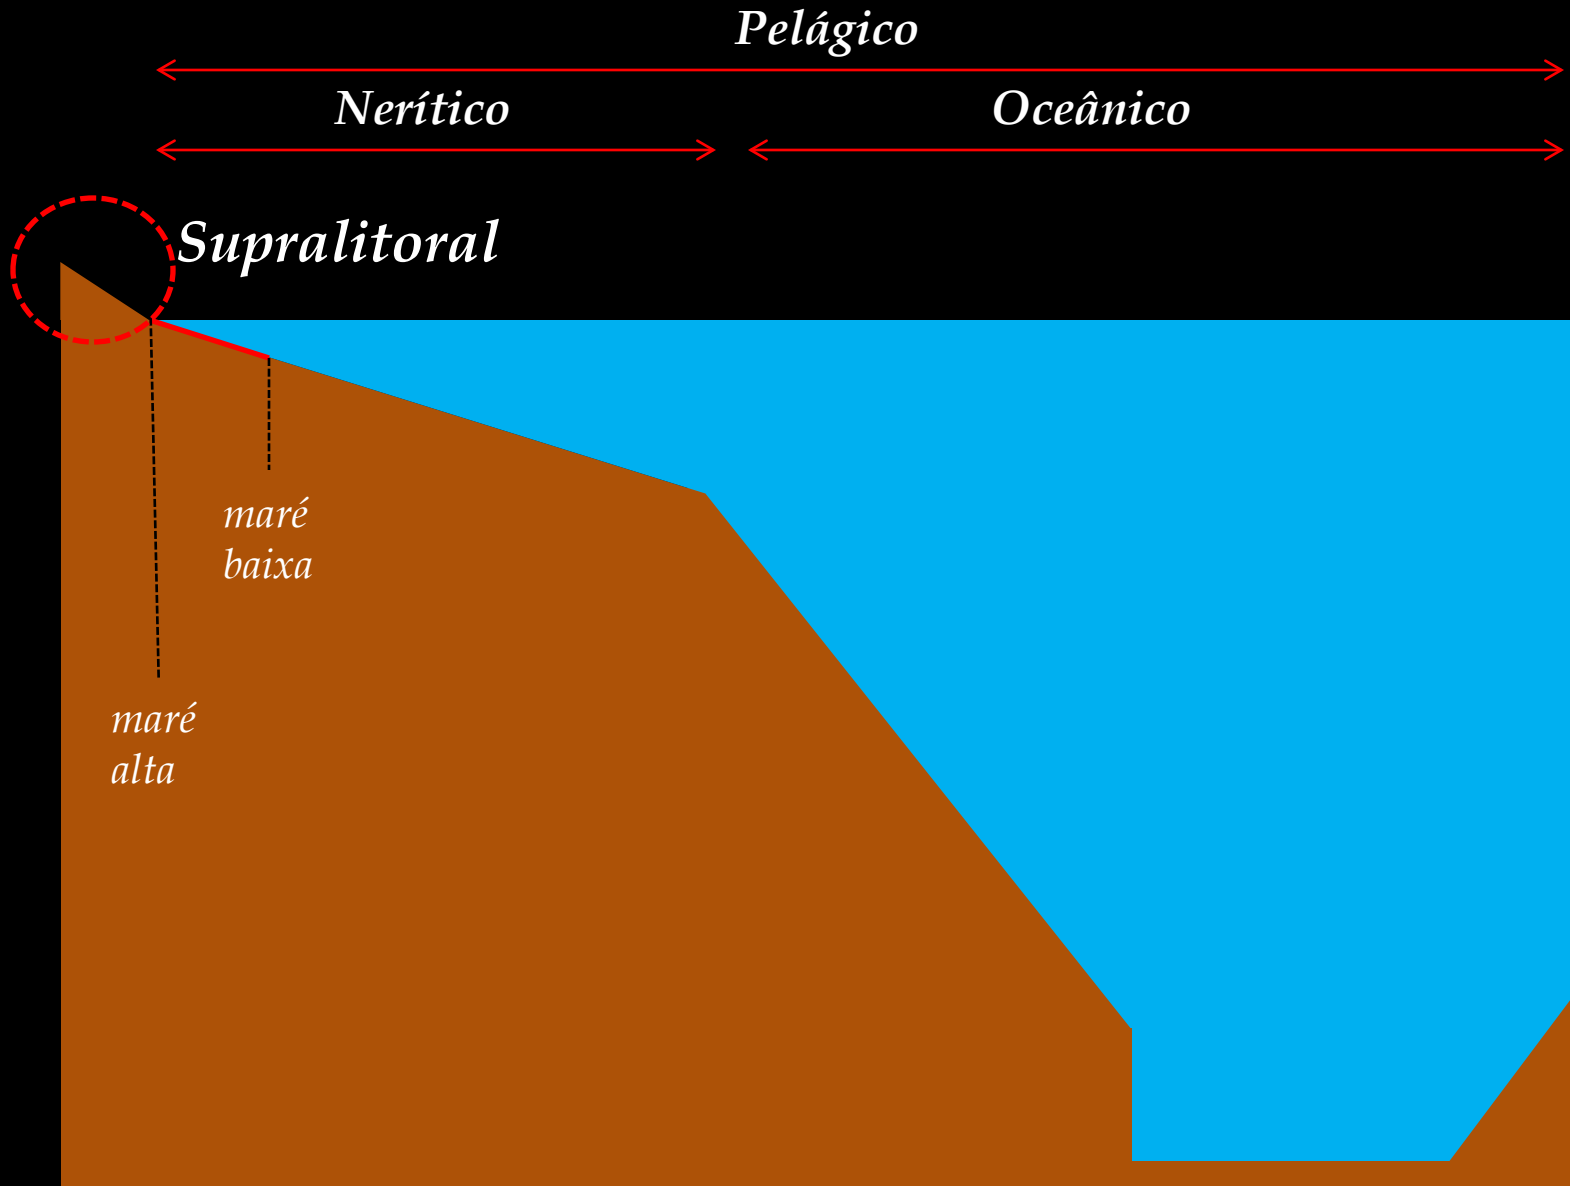 Pelágico
Nerítico
Oceânico
Supralitoral
maré
baixa
maré
alta